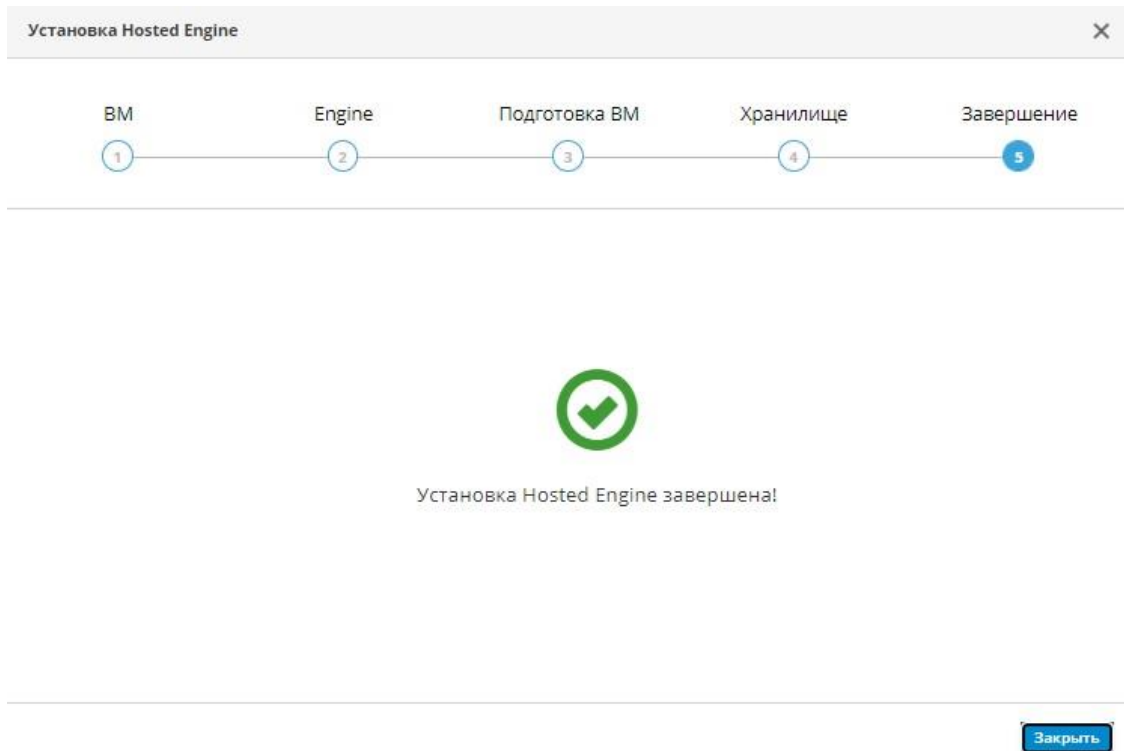 Установка Hosted Engine
ВМ Engine Подготовка ВМ Хранилище Завершение
1 2 3 4 5
Установка Hosted Engine завершена!
Закрыть